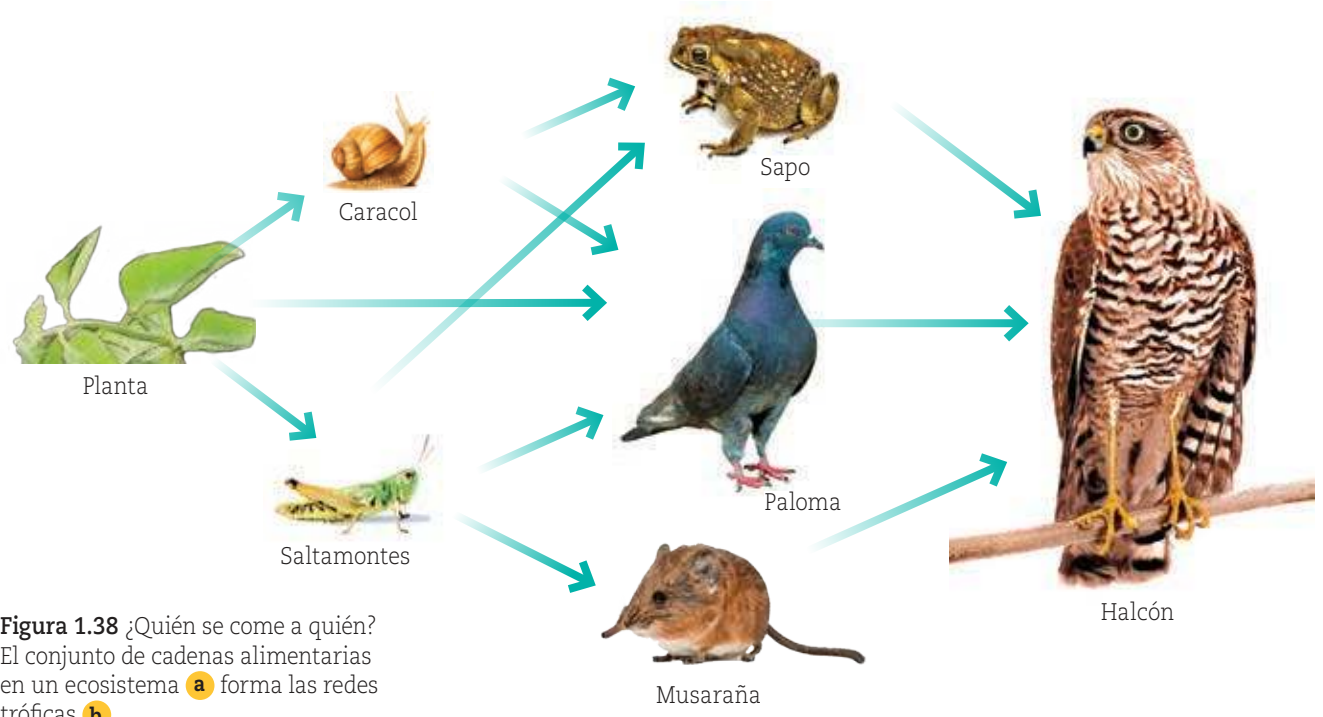 Sapo
Caracol
Planta
Paloma
Saltamontes
Halcón
Musaraña
Figura 1.38 ¿Quién se come a quién?
El conjunto de cadenas alimentarias
en un ecosistema a forma las redes
tróficas b